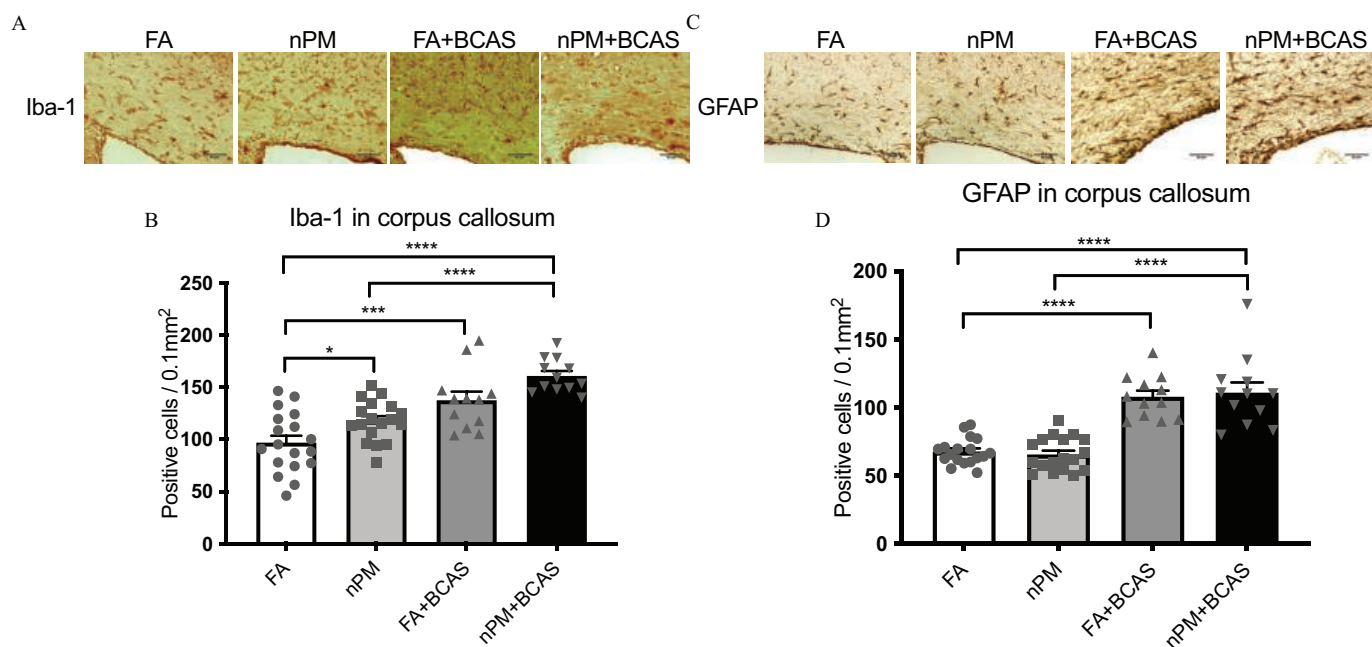 A
FA
nPM
FA+BCAS
nPM+BCAS
Iba-1
B
Iba-1 in corpus callosum
****
****
***
*
Positive cells / 0.1mm²
250
200
150
100
50
0
FA
nPM
FA+BCAS
nPM+BCAS
C
FA
nPM
FA+BCAS
nPM+BCAS
GFAP
D
GFAP in corpus callosum
****
****
****
Positive cells / 0.1mm²
200
150
100
50
0
FA
nPM
FA+BCAS
nPM+BCAS